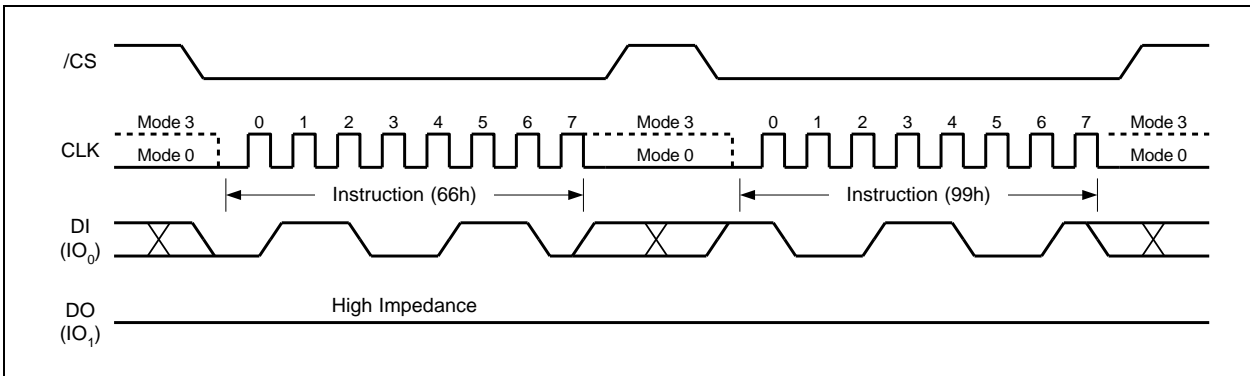 /CS
Mode 3 0 1 2 3 4 5 6 7 Mode 3 0 1 2 3 4 5 6 7 Mode 3
CLK
Mode 0 Mode 0 Mode 0
Instruction (66h) Instruction (99h)
DI
(IO₀)
High Impedance
DO
(IO₁)